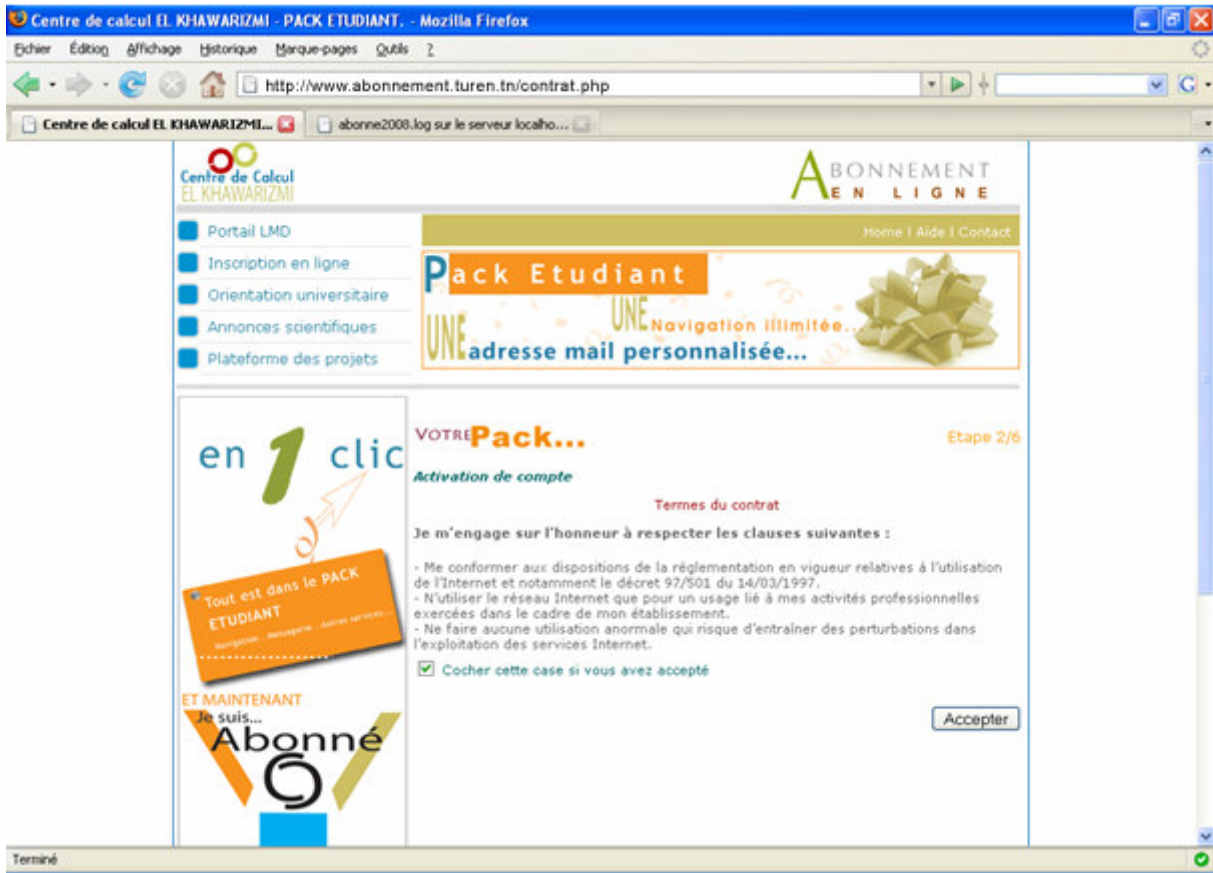 Centre de calcul EL KHAWARIZMI - PACK ETUDIANT. - Mozilla Firefox
Fichier Édition Affichage Historique Marque-pages Outils ?
http://www.abonnement.turen.tn/contrat.php
G
Centre de calcul EL KHAWARIZMI... abonne2008.log sur le serveur localho...
Centre de Calcul
EL KHAWARIZMI
ABONNEMENT
EN LIGNE
Portail LMD
Inscription en ligne
Orientation universitaire
Annonces scientifiques
Plateforme des projets
Home | Aide | Contact
Pack Etudiant
UNE Navigation illimitée...
UNE adresse mail personnalisée...
en 1 clic
Tout est dans le PACK
ETUDIANT
Navigation . Messagerie . Autres services...
ET MAINTENANT
Je suis...
Abonné
VOTRE Pack...
Etape 2/6
Activation de compte
Termes du contrat
Je m'engage sur l'honneur à respecter les clauses suivantes :
- Me conformer aux dispositions de la réglementation en vigueur relatives á l'utilisation
de l'Internet et notamment le décret 97/501 du 14/03/1997.
- N'utiliser le réseau Internet que pour un usage lié á mes activités professionnelles
exercées dans le cadre de mon établissement.
- Ne faire aucune utilisation anormale qui risque d'entraîner des perturbations dans
l'exploitation des services Internet.
Cocher cette case si vous avez accepté
Accepter
Terminé